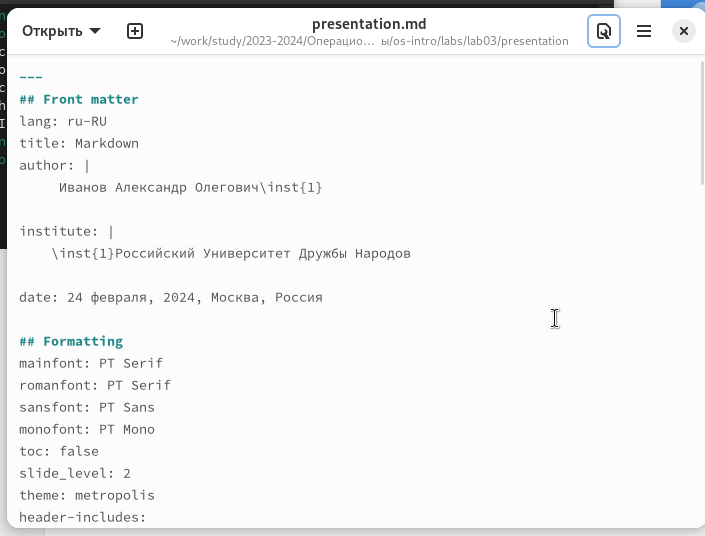 Открыть
presentation.md
~/work/study/2023-2024/Операцио… ы/os-intro/labs/lab03/presentation
---
## Front matter
lang: ru-RU
title: Markdown
author: |
Иванов Александр Олегович\inst{1}
institute: |
\inst{1}Российский Университет Дружбы Народов
date: 24 февраля, 2024, Москва, Россия
## Formatting
mainfont: PT Serif
romanfont: PT Serif
sansfont: PT Sans
monofont: PT Mono
toc: false
slide_level: 2
theme: metropolis
header-includes: